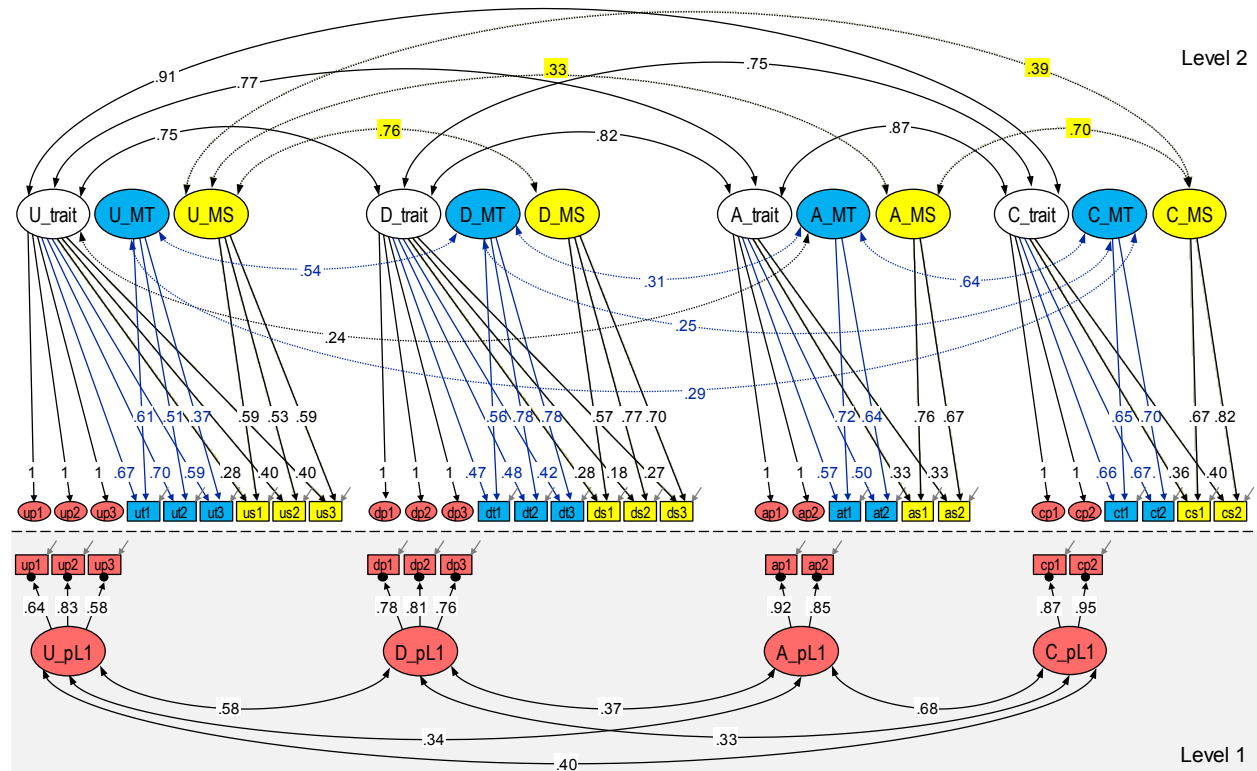 Level 2
.91 .77 .33 .75 .39
.75 .76 .82 .87 .70
U_trait U_MT U_MS D_trait D_MT D_MS A_trait A_MT A_MS C_trait C_MT C_MS
.54 .31 .64
.24 .25
.29
.61 .51 .37 .59 .53 .59 .56 .78 .78 .57 .77 .70 .72 .64 .76 .67 .65 .70 .67 .82
1 1 1 .67 .70 .59 .28 .40 .40 1 1 1 .47 .48 .42 .28 .18 .27 1 1 .57 .50 .33 .33 1 1 .66 .67 .36 .40
up1 up2 up3 ut1 ut2 ut3 us1 us2 us3 dp1 dp2 dp3 dt1 dt2 dt3 ds1 ds2 ds3 ap1 ap2 at1 at2 as1 as2 cp1 cp2 ct1 ct2 cs1 cs2
up1 up2 up3 dp1 dp2 dp3 ap1 ap2 cp1 cp2
.64 .83 .58 .78 .81 .76 .92 .85 .87 .95
U_pL1 D_pL1 A_pL1 C_pL1
.58 .37 .68
.34 .33
.40
Level 1